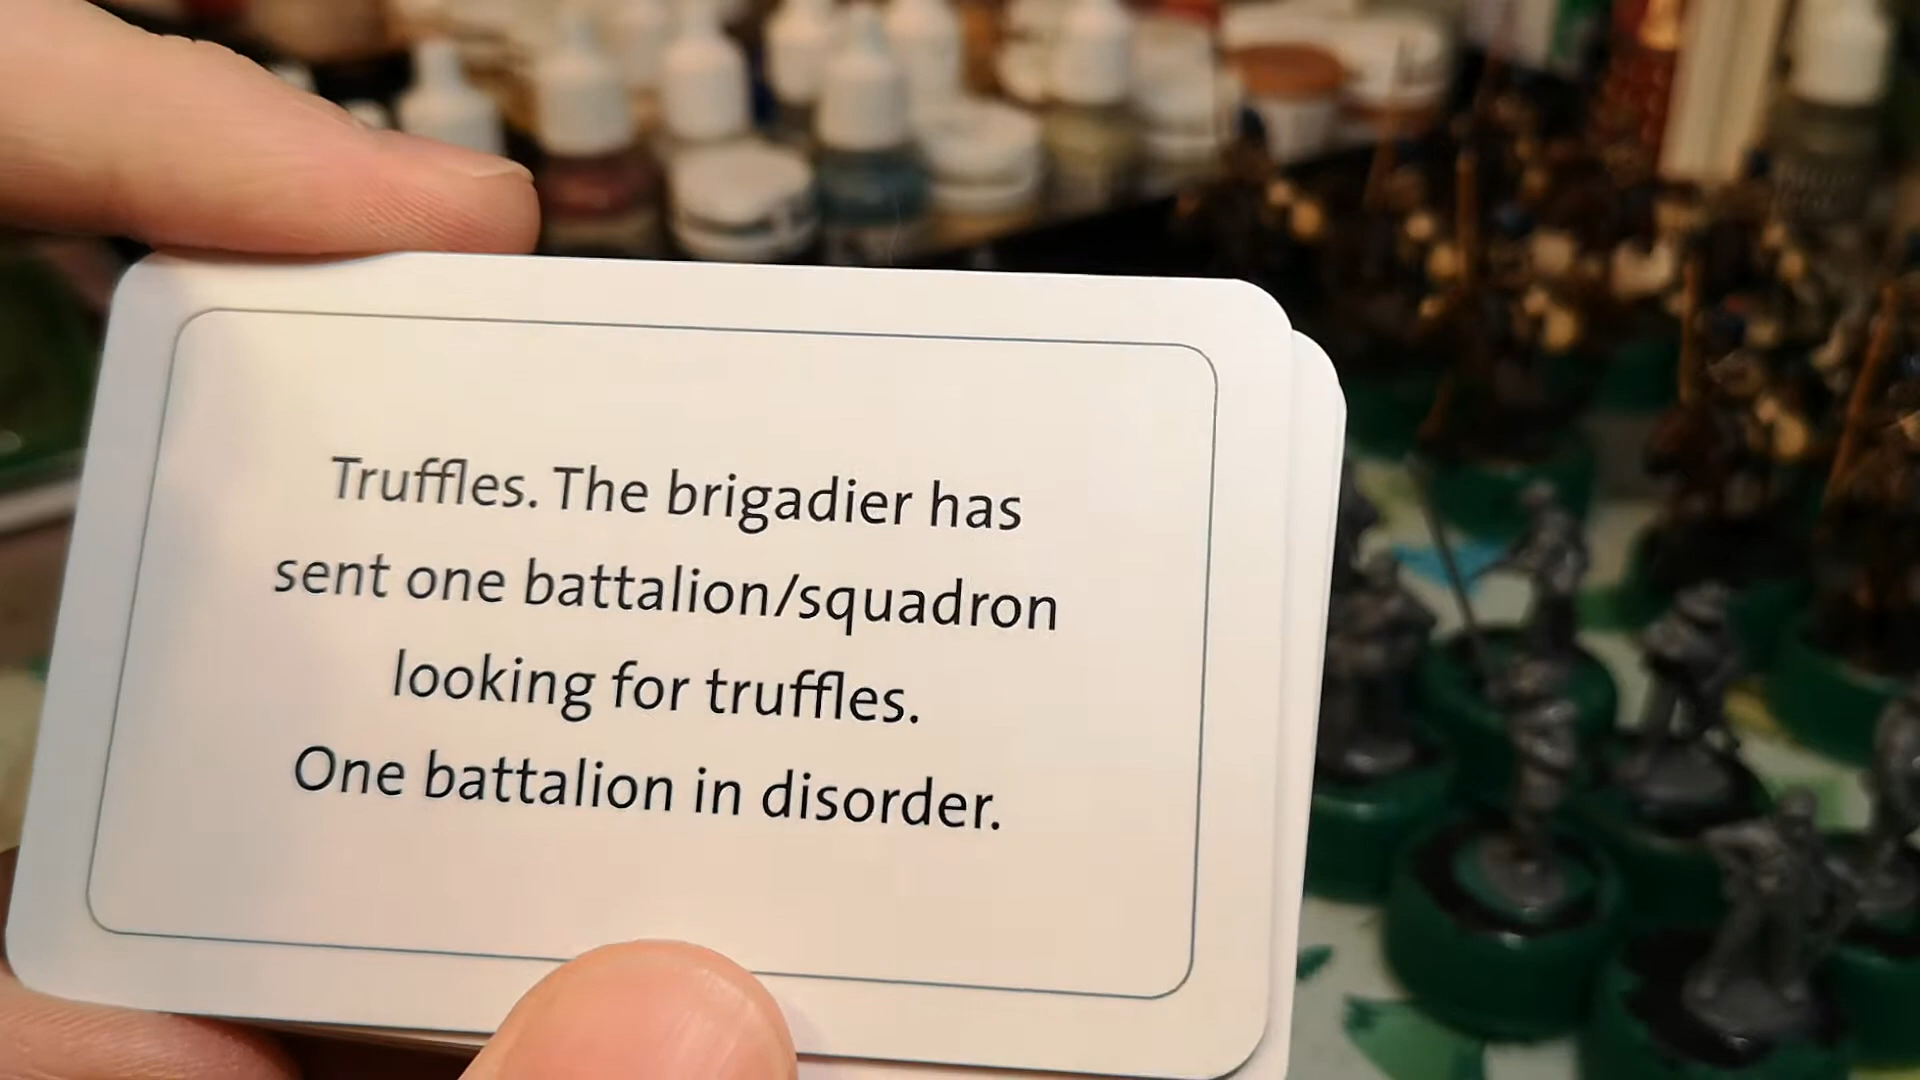 Truffles. The brigadier has
sent one battalion/squadron
looking for truffles.
One battalion in disorder.